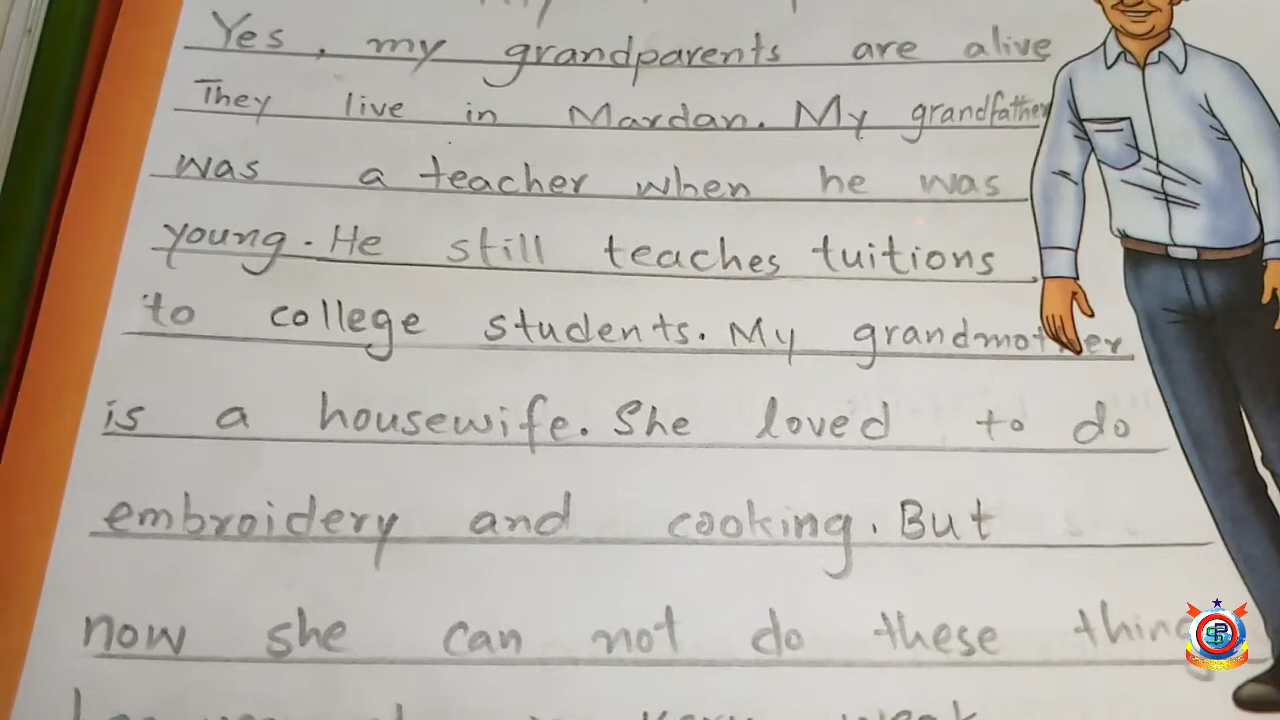 Yes, my grandparents are alive
They live in Mardan. My grandfather
was a teacher when he was
young. He still teaches tuitions
to college students. My grandmother
is a housewife. She loved to do
embroidery and cooking. But
now she can not do these thing